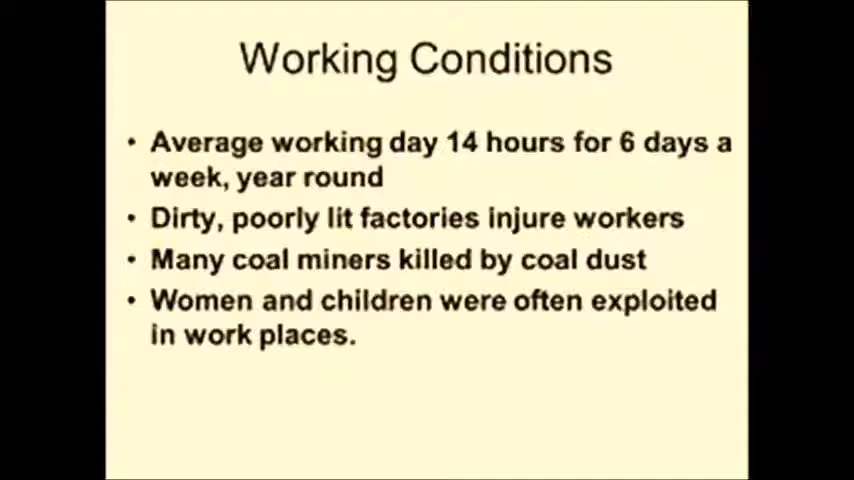 Working Conditions
• Average working day 14 hours for 6 days a
week, year round
• Dirty, poorly lit factories injure workers
• Many coal miners killed by coal dust
• Women and children were often exploited
in work places.